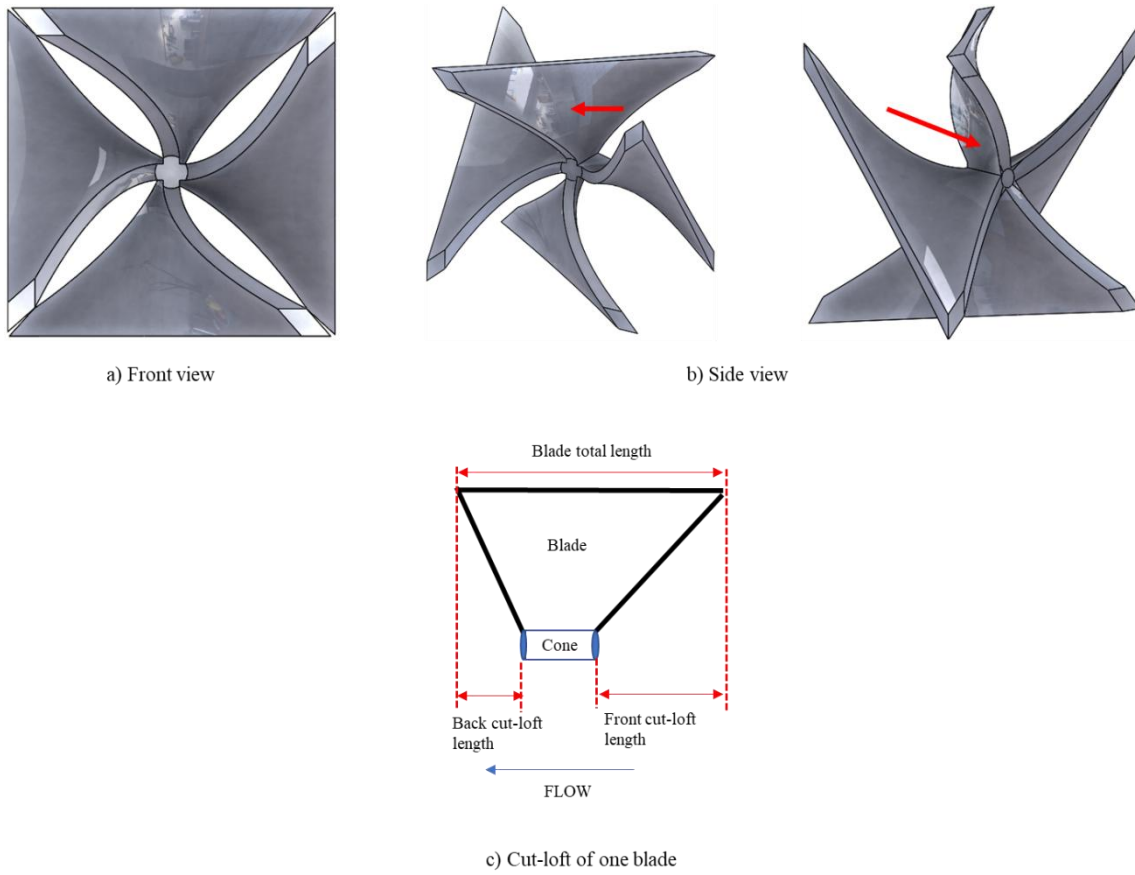 a) Front view
b) Side view
Blade total length
Blade
Cone
Back cut-loft
length
Front cut-loft
length
FLOW
c) Cut-loft of one blade